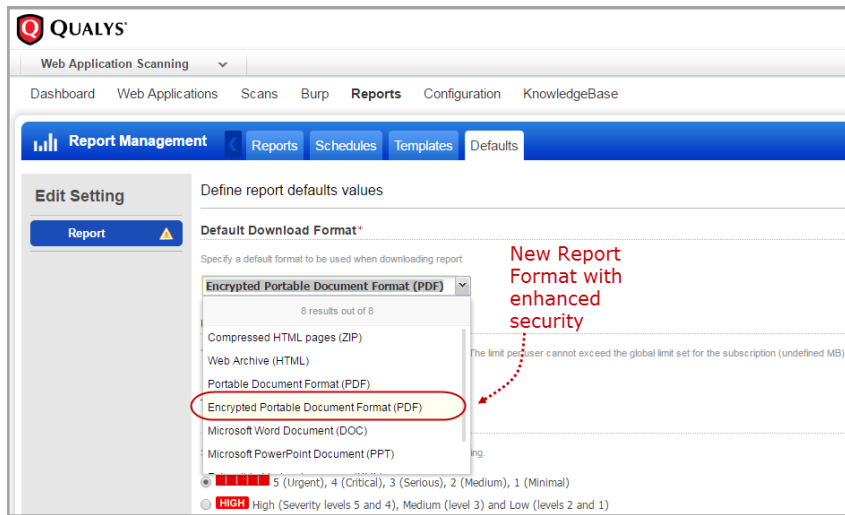 QUALYS®
Web Application Scanning
Dashboard Web Applications Scans Burp Reports Configuration KnowledgeBase
Report Management Reports Schedules Templates Defaults
Edit Setting
Report
Define report defaults values
Default Download Format*
Specify a default format to be used when downloading report
Encrypted Portable Document Format (PDF)
8 results out of 8
Compressed HTML pages (ZIP)
Web Archive (HTML)
Portable Document Format (PDF)
Encrypted Portable Document Format (PDF)
Microsoft Word Document (DOC)
Microsoft PowerPoint Document (PPT)
New Report
Format with
enhanced
security
The limit per user cannot exceed the global limit set for the subscription (undefined MB)
ing.
5 (Urgent), 4 (Critical), 3 (Serious), 2 (Medium), 1 (Minimal)
HIGH High (Severity levels 5 and 4), Medium (level 3) and Low (levels 2 and 1)